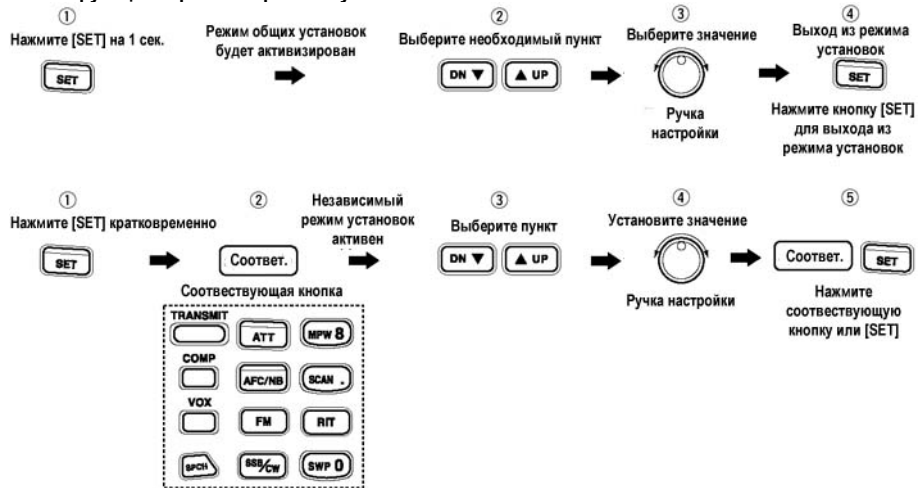 ①
Нажмите [SET] на 1 сек.
SET
Режим общих установок
будет активизирован
②
Выберите необходимый пункт
DN ▼ ▲ UP
③
Выберите значение
Ручка
настройки
④
Выход из режима
установок
SET
Нажмите кнопку [SET]
для выхода из
режима установок
①
Нажмите [SET] кратковременно
SET
②
Соответ.
Соотвествующая кнопка
TRANSMIT
ATT
MPW 8
COMP
AFC/NB
SCAN .
VOX
FM
RIT
SPCH
SSB/CW
SWP 0
Независимый
режим установок
активен
③
Выберите пункт
DN ▼ ▲ UP
④
Установите значение
Ручка настройки
⑤
Соответ. SET
Нажмите
соотвествующую
кнопку или [SET]